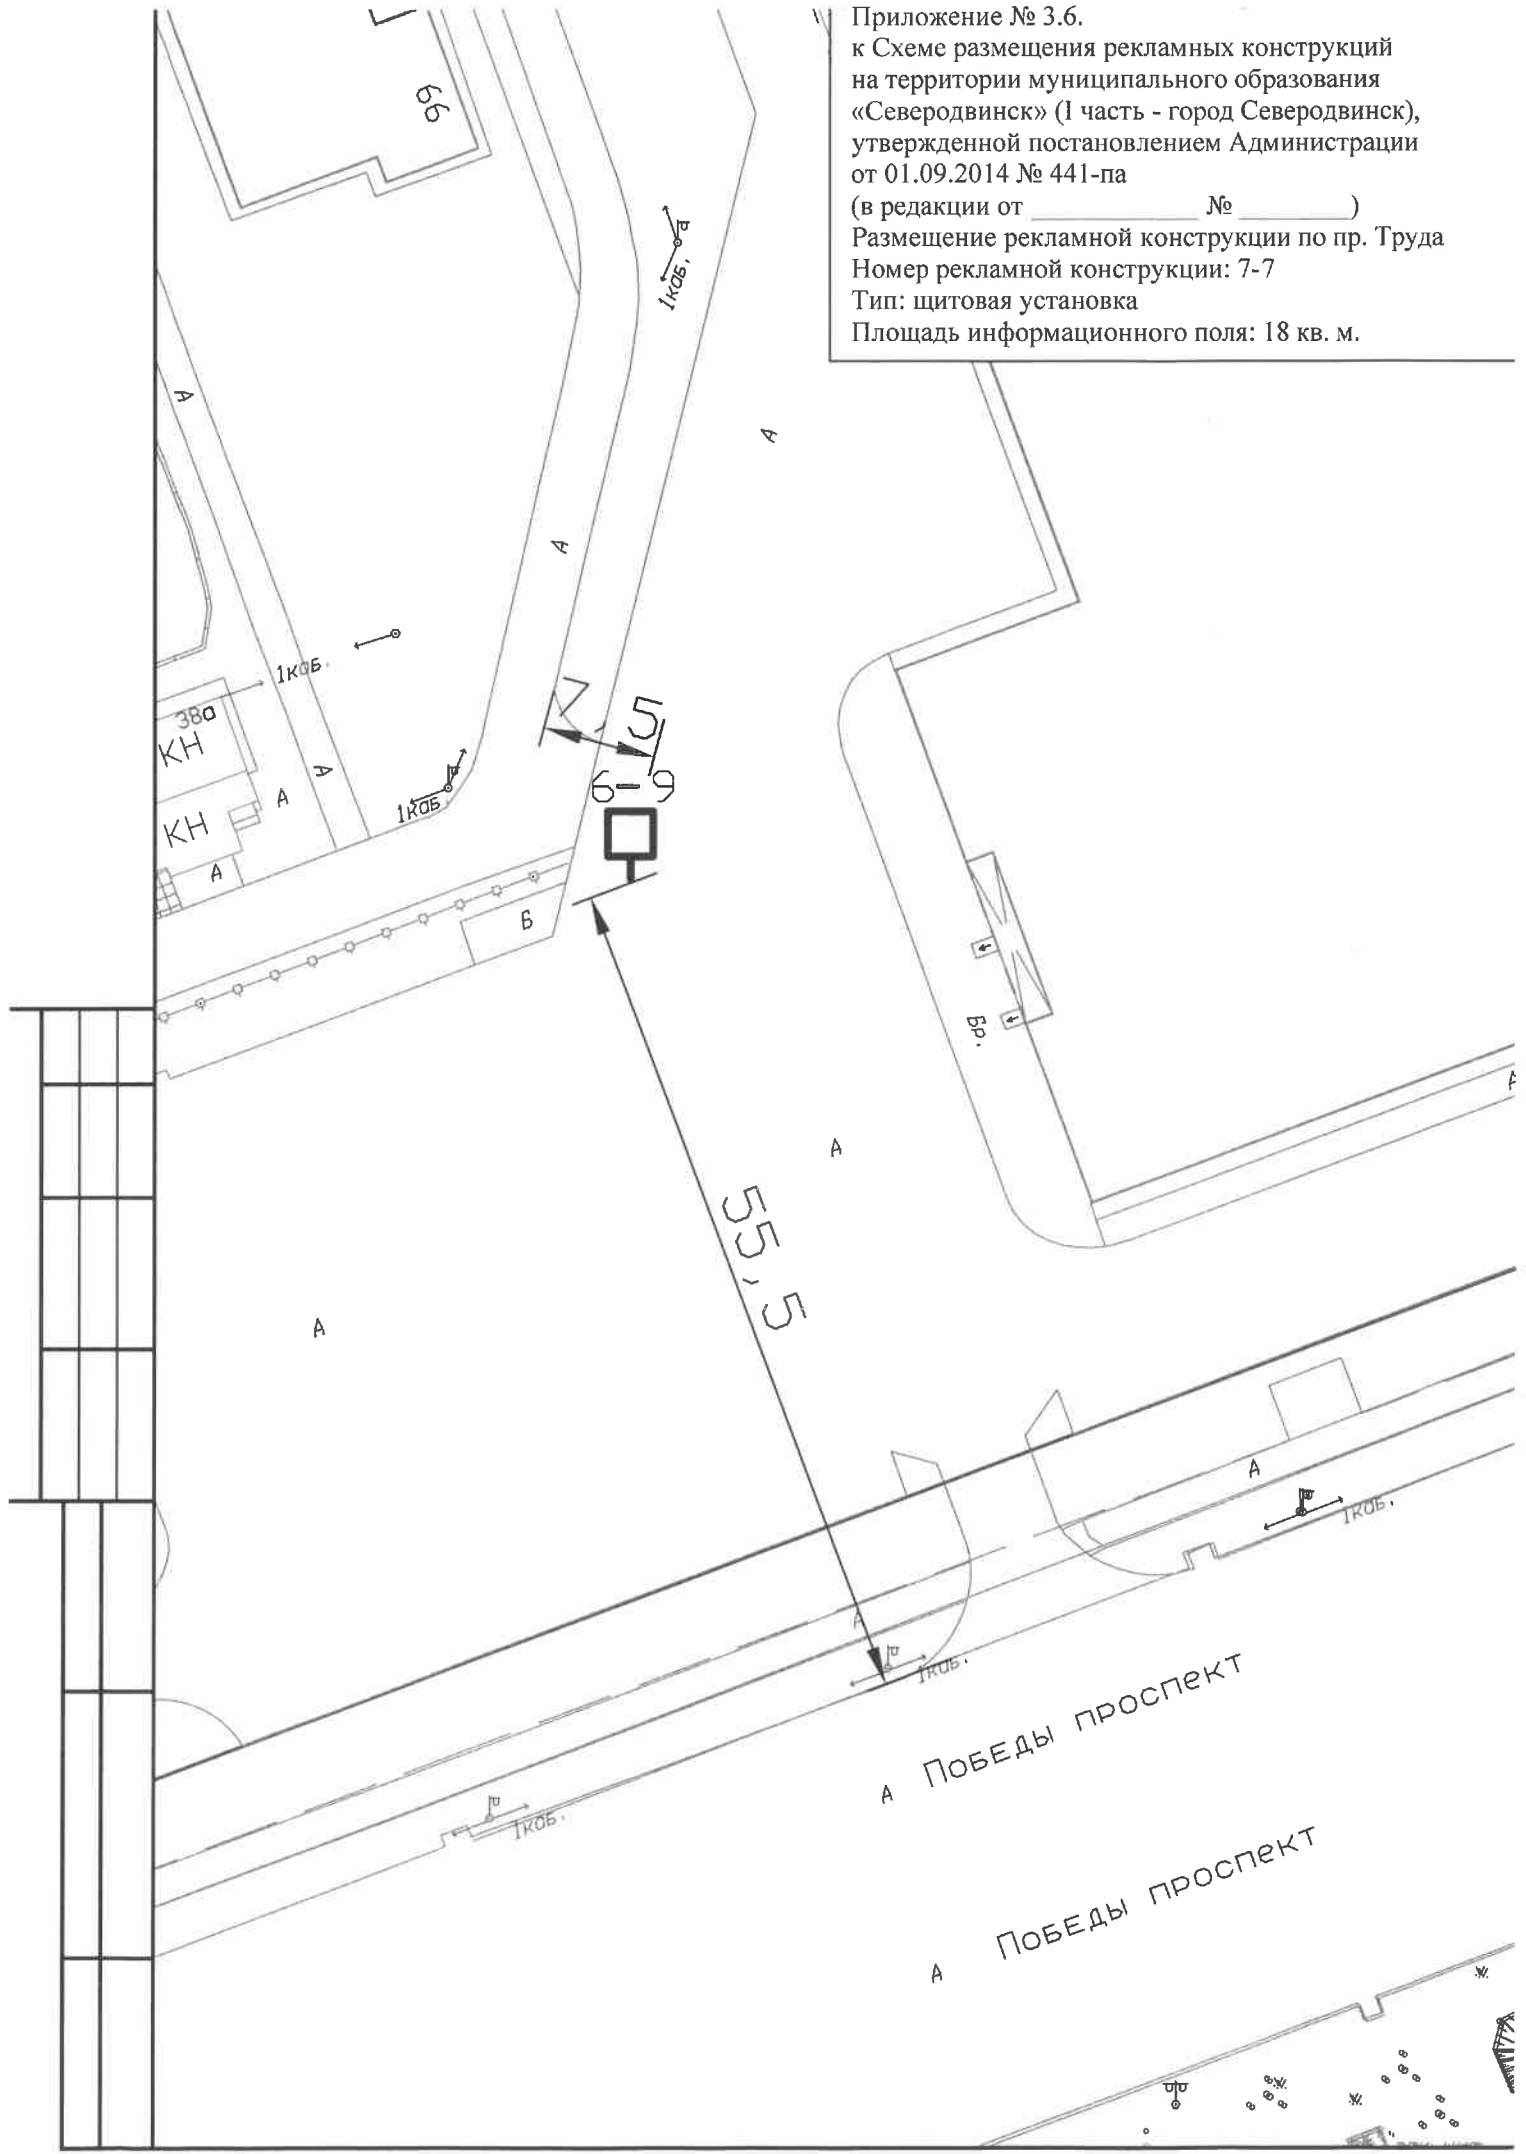 Приложение № 3.6.
к Схеме размещения рекламных конструкций
на территории муниципального образования
«Северодвинск» (I часть - город Северодвинск),
утвержденной постановлением Администрации
от 01.09.2014 № 441-па
(в редакции от ____________ № ________)
Размещение рекламной конструкции по пр. Труда
Номер рекламной конструкции: 7-7
Тип: щитовая установка
Площадь информационного поля: 18 кв. м.
66
1каб.
А
А
А
1каб.
38а
КН
7,5
6-9
А
А
1каб
КН
А
Б
Бр.
А
А
55,5
А
А
1каб.
А
1каб.
Победы проспект
А
1каб.
Победы проспект
А